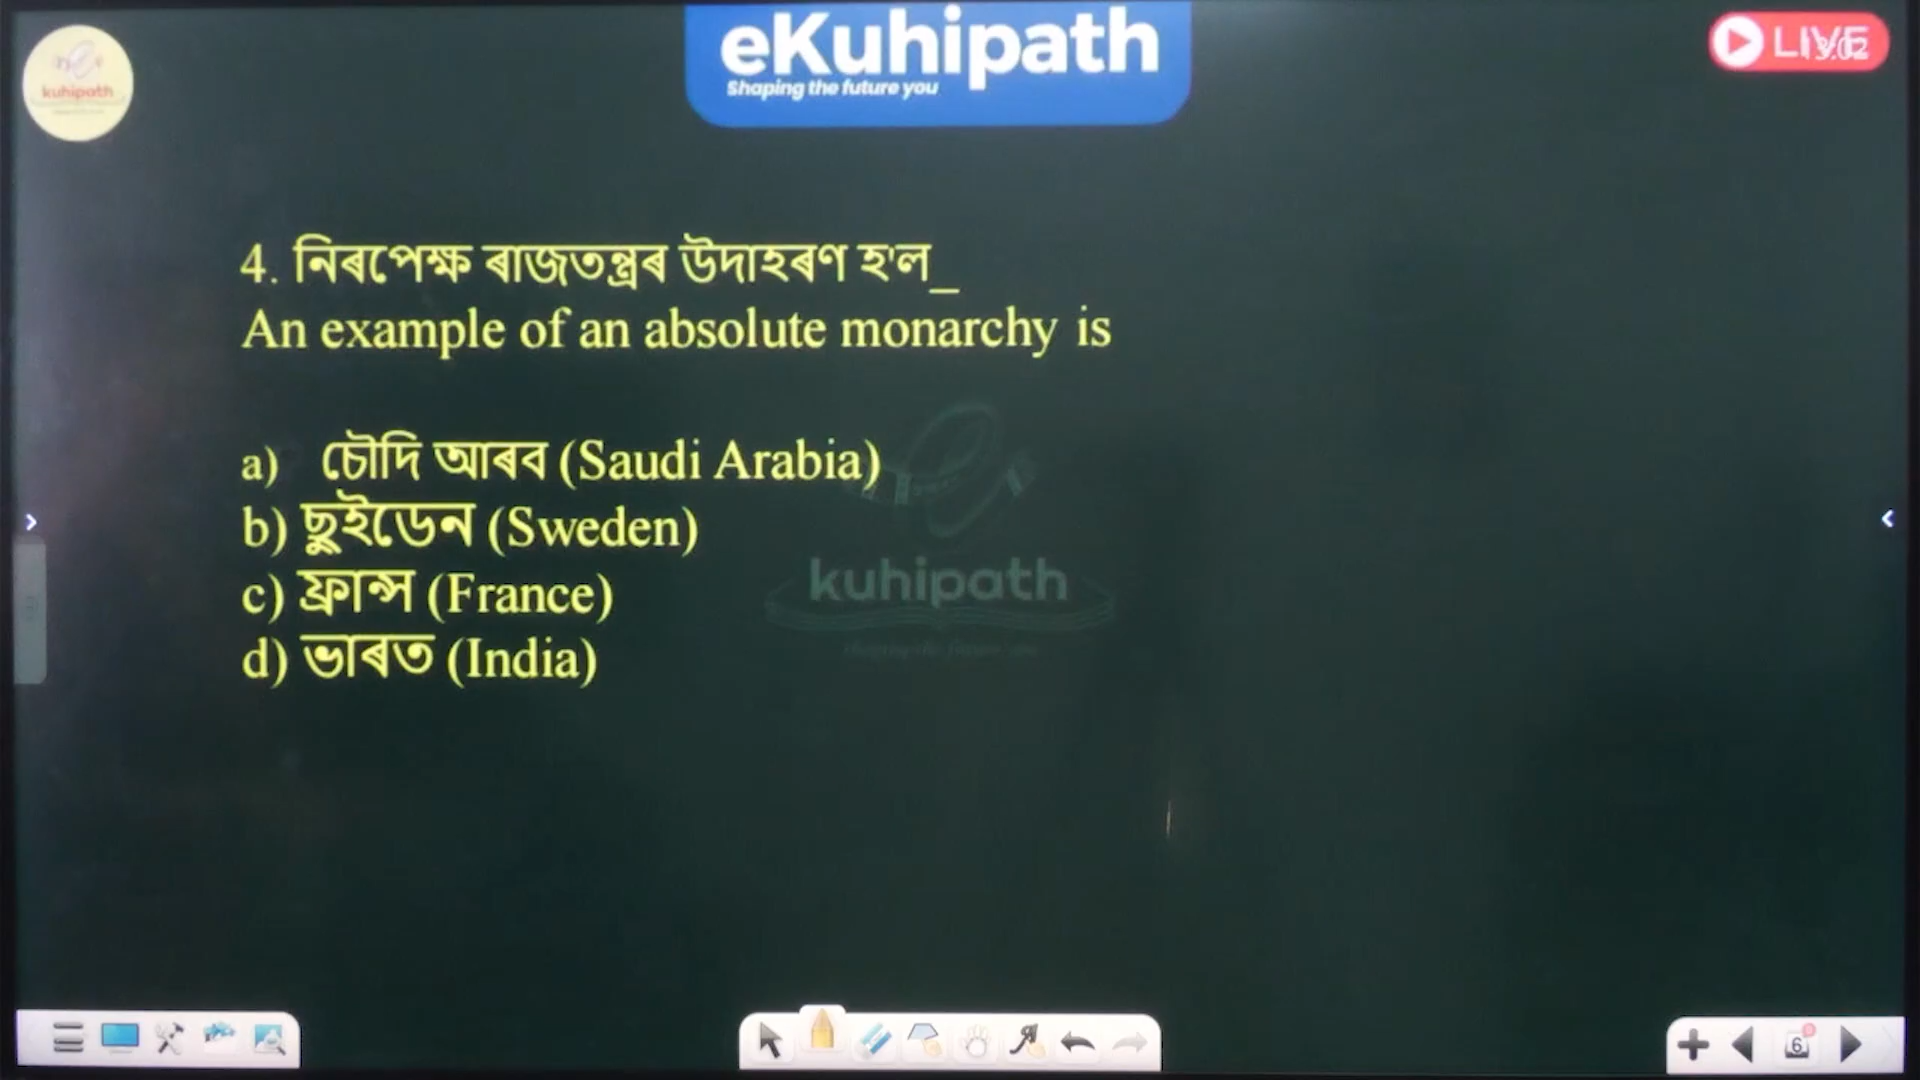 eKuhipath
Shaping the future you
kuhipath
LIVE
4. নিৰপেক্ষ ৰাজতন্ত্ৰৰ উদাহৰণ হ'ল_
An example of an absolute monarchy is
a) চৌদি আৰব (Saudi Arabia)
b) ছুইডেন (Sweden)
c) ফ্ৰান্স (France)
d) ভাৰত (India)
kuhipath
6